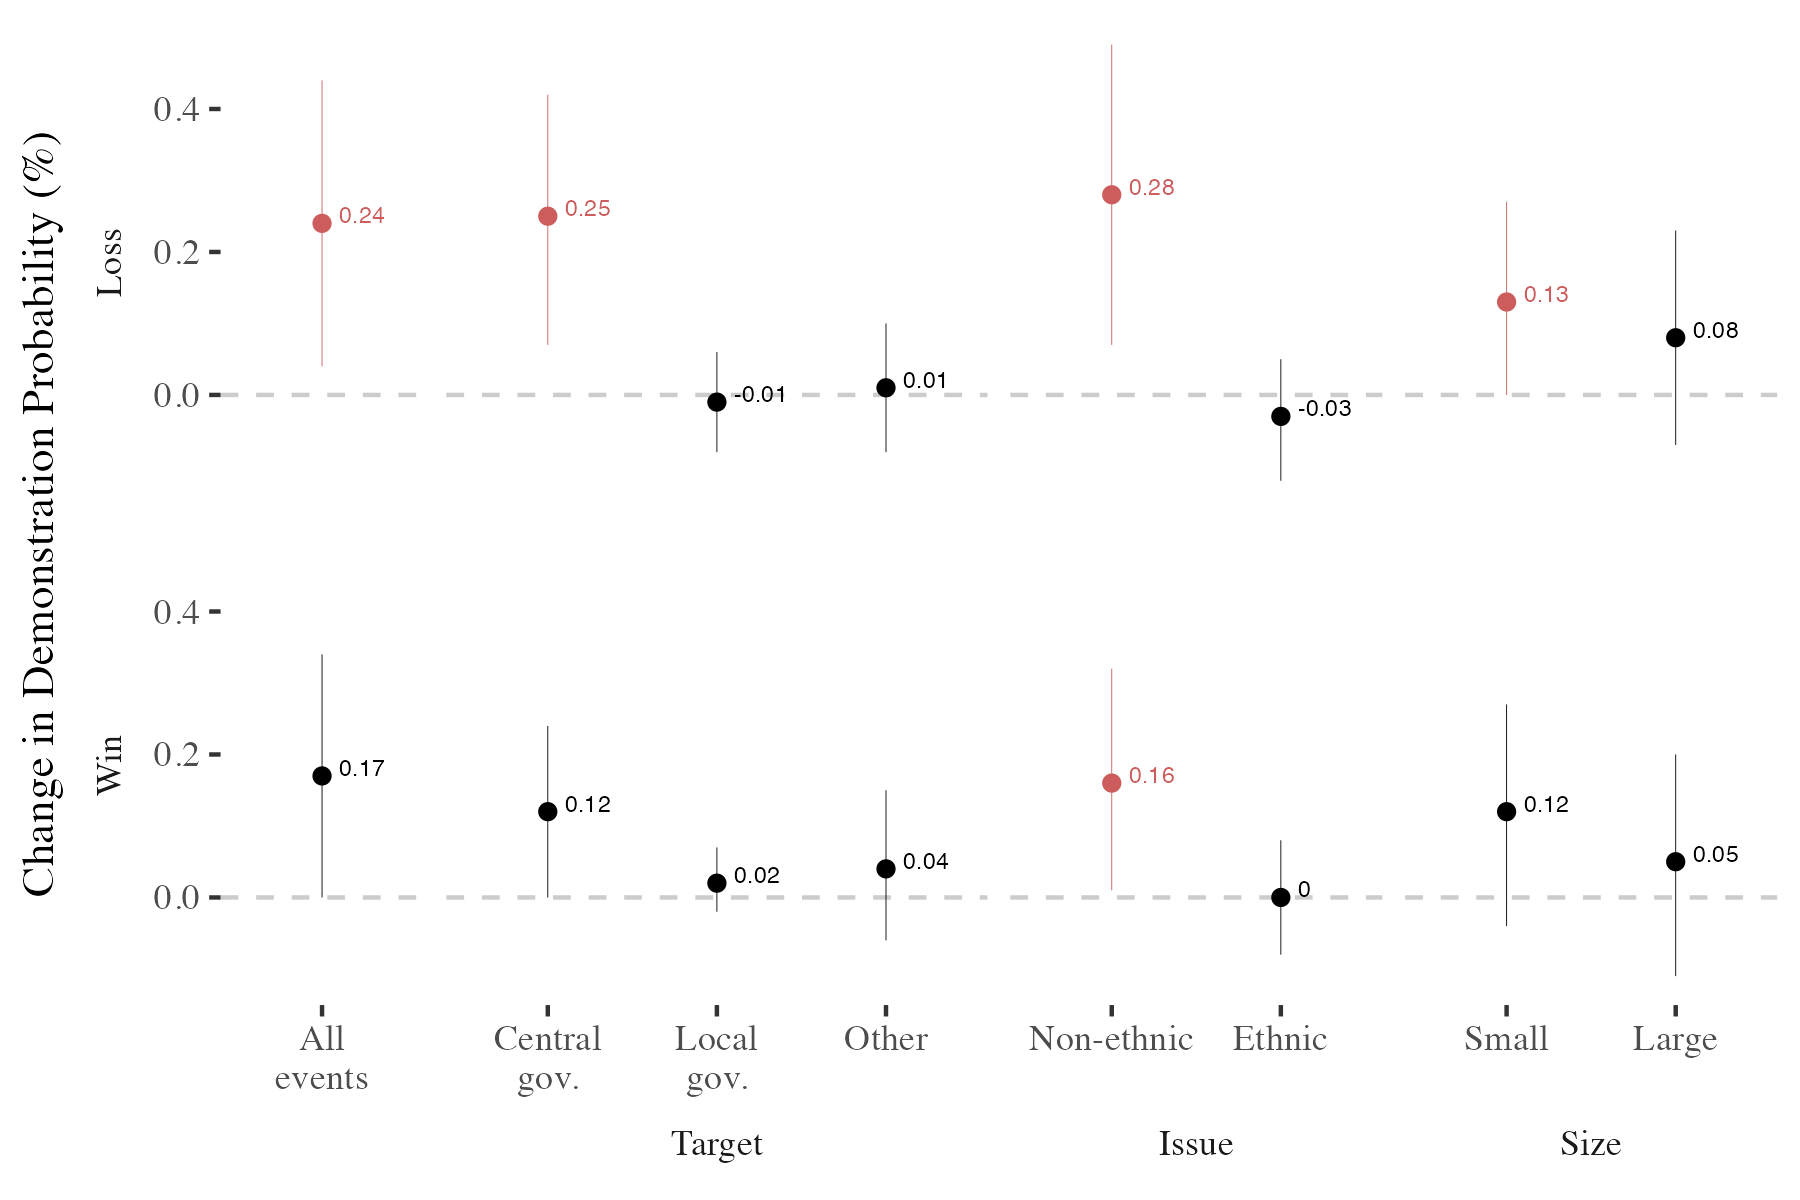 Change in Demonstration Probability (%)
Loss
0.4
0.2
0.0
0.24
0.25
-0.01
0.01
0.28
-0.03
0.13
0.08
Win
0.4
0.2
0.0
0.17
0.12
0.02
0.04
0.16
0
0.12
0.05
All
events
Central
gov.
Local
gov.
Other
Non-ethnic
Ethnic
Small
Large
Target
Issue
Size